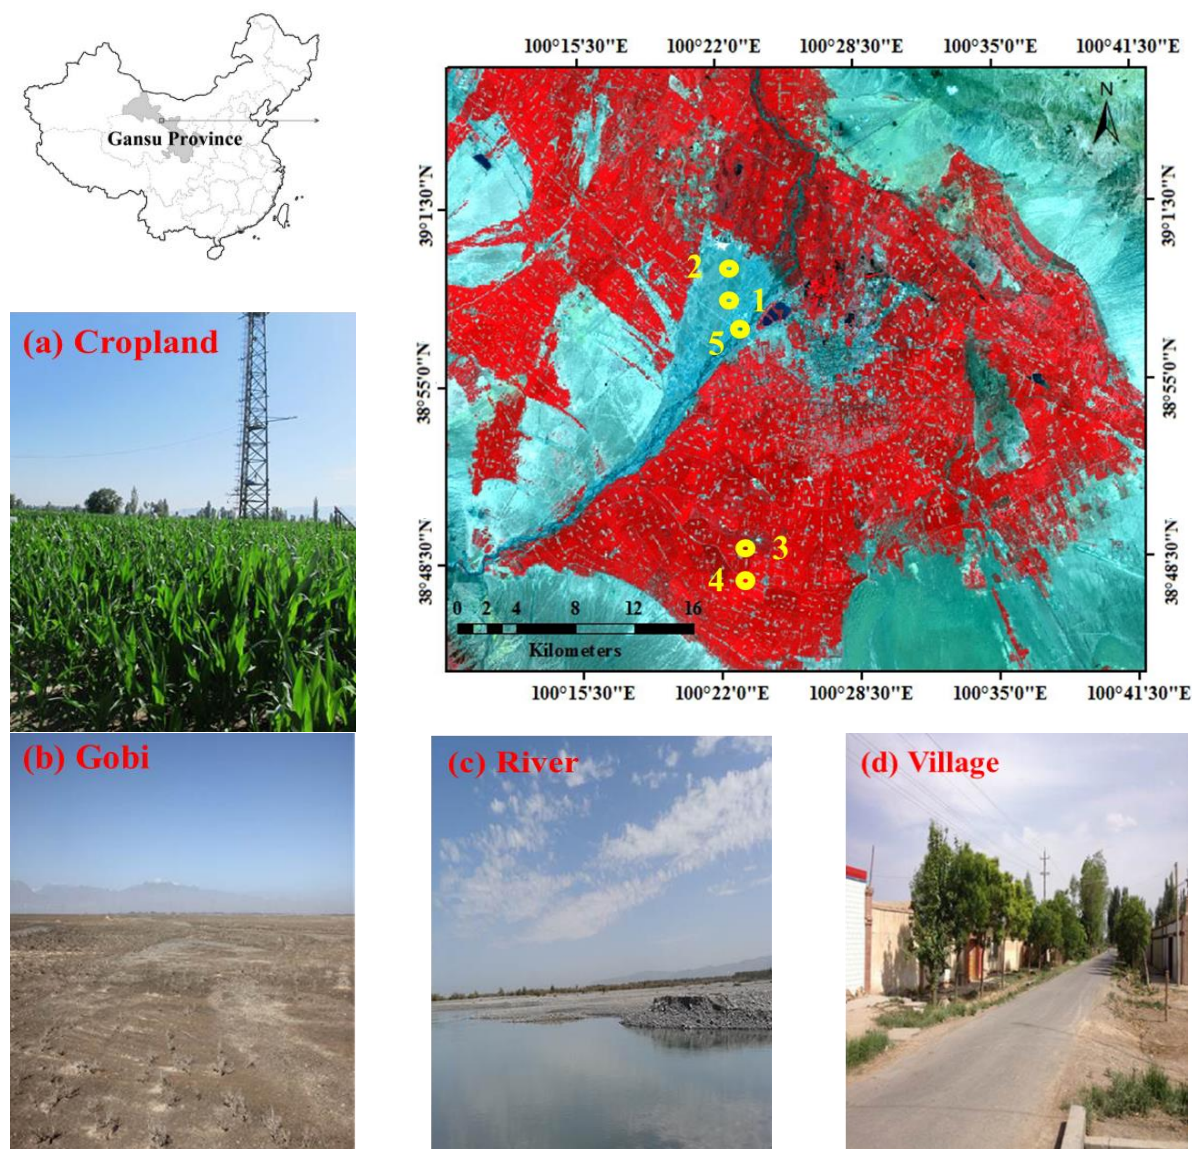 Gansu Province
100°15'30"E 100°22'0"E 100°28'30"E 100°35'0"E 100°41'30"E
N
39°1'30"N
39°1'30"N
38°55'0"N
38°55'0"N
38°48'30"N
38°48'30"N
2
1
5
3
4
0 2 4 8 12 16
Kilometers
100°15'30"E 100°22'0"E 100°28'30"E 100°35'0"E 100°41'30"E
(a) Cropland
(b) Gobi
(c) River
(d) Village